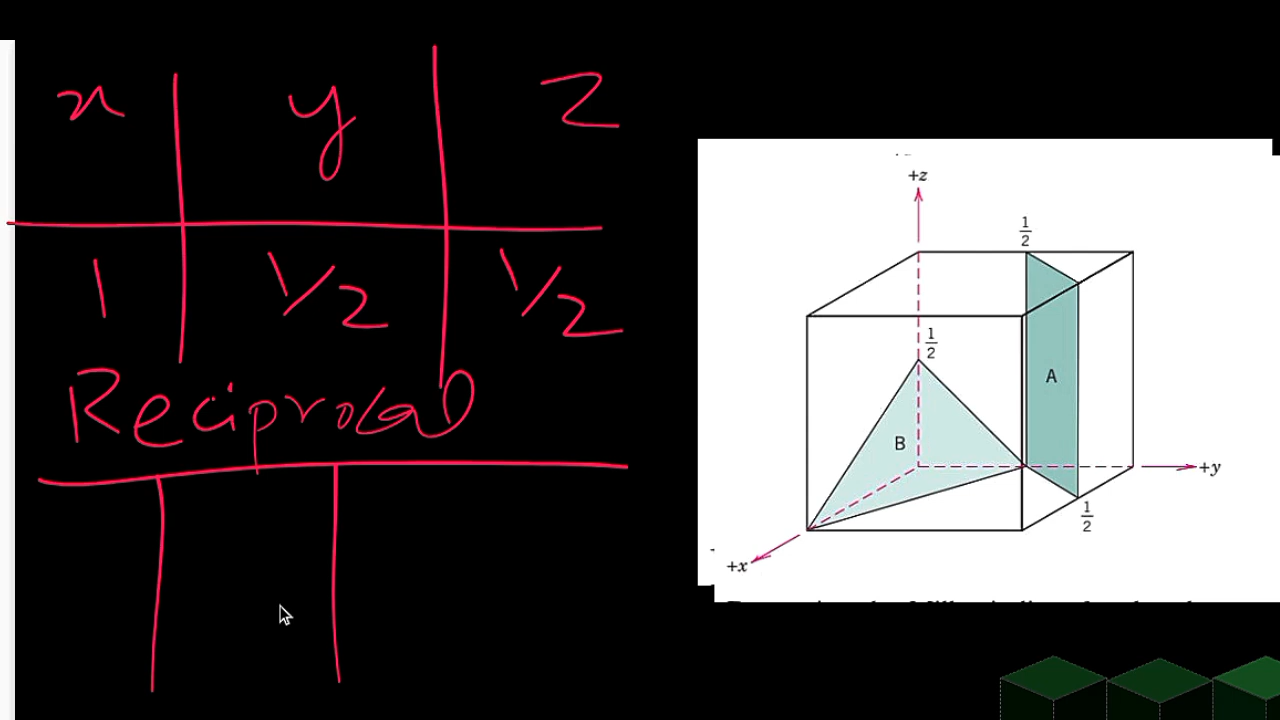 x y z
1 1/2 1/2
Reciprocal
+z
1/2
1/2
A
B
+y
1/2
+x